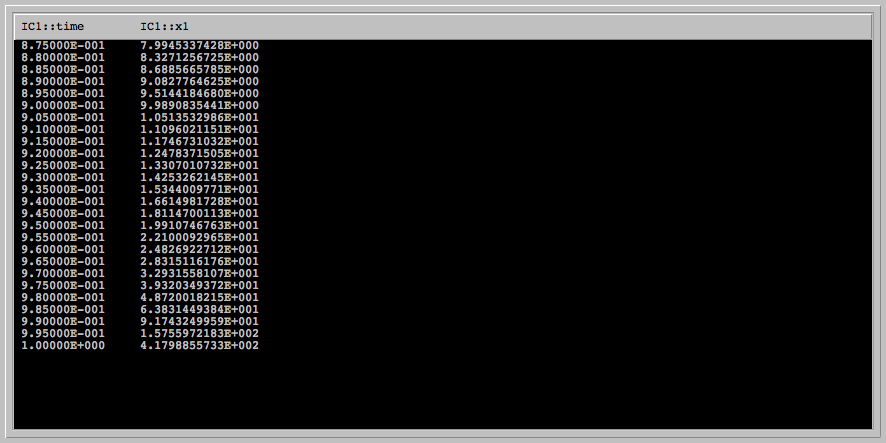 IC1::time IC1::x1
8.75000E-001 7.9945337428E+000
8.80000E-001 8.3271256725E+000
8.85000E-001 8.6885665785E+000
8.90000E-001 9.0827764625E+000
8.95000E-001 9.5144184680E+000
9.00000E-001 9.9890835441E+000
9.05000E-001 1.0513532986E+001
9.10000E-001 1.1096021151E+001
9.15000E-001 1.1746731032E+001
9.20000E-001 1.2478371505E+001
9.25000E-001 1.3307010732E+001
9.30000E-001 1.4253262145E+001
9.35000E-001 1.5344009771E+001
9.40000E-001 1.6614981728E+001
9.45000E-001 1.8114700113E+001
9.50000E-001 1.9910746763E+001
9.55000E-001 2.2100092965E+001
9.60000E-001 2.4826922712E+001
9.65000E-001 2.8315116176E+001
9.70000E-001 3.2931558107E+001
9.75000E-001 3.9320349372E+001
9.80000E-001 4.8720018215E+001
9.85000E-001 6.3831449384E+001
9.90000E-001 9.1743249959E+001
9.95000E-001 1.5755972183E+002
1.00000E+000 4.1798855733E+002